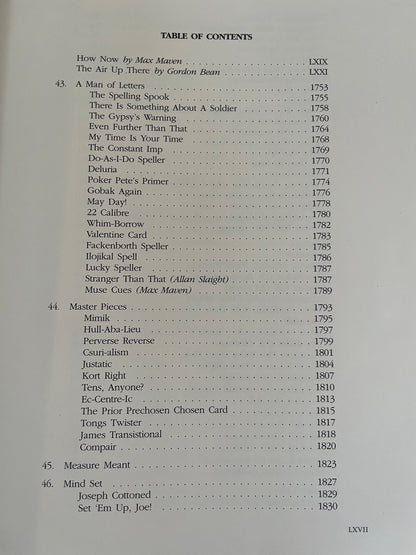 TABLE OF CONTENTS
How Now by Max Maven . . . . . . . . . . . . . . . . . . . . LXIX
The Air Up There by Gordon Bean . . . . . . . . . . . . . LXXI
43. A Man of Letters . . . . . . . . . . . . . . . . . . . . 1753
The Spelling Spook . . . . . . . . . . . . . . . . . . . . 1755
There Is Something About A Soldier . . . . . . . . . . 1758
The Gypsy's Warning . . . . . . . . . . . . . . . . . . . 1760
Even Further Than That . . . . . . . . . . . . . . . . . 1764
My Time Is Your Time . . . . . . . . . . . . . . . . . . 1768
The Constant Imp . . . . . . . . . . . . . . . . . . . . 1769
Do-As-I-Do Speller . . . . . . . . . . . . . . . . . . . . 1770
Deluria . . . . . . . . . . . . . . . . . . . . . . . . . . 1771
Poker Pete's Primer . . . . . . . . . . . . . . . . . . . 1774
Gobak Again . . . . . . . . . . . . . . . . . . . . . . . 1776
May Day! . . . . . . . . . . . . . . . . . . . . . . . . . 1778
22 Calibre . . . . . . . . . . . . . . . . . . . . . . . . 1780
Whim-Borrow . . . . . . . . . . . . . . . . . . . . . . 1782
Valentine Card . . . . . . . . . . . . . . . . . . . . . . 1783
Fackenborth Speller . . . . . . . . . . . . . . . . . . . 1785
Ilojikal Spell . . . . . . . . . . . . . . . . . . . . . . . 1786
Lucky Speller . . . . . . . . . . . . . . . . . . . . . . 1787
Stranger Than That (Allan Slaight) . . . . . . . . . . . 1787
Muse Cues (Max Maven) . . . . . . . . . . . . . . . . 1789
44. Master Pieces . . . . . . . . . . . . . . . . . . . . . . 1793
Mimik . . . . . . . . . . . . . . . . . . . . . . . . . . 1795
Hull-Aba-Lieu . . . . . . . . . . . . . . . . . . . . . . 1797
Perverse Reverse . . . . . . . . . . . . . . . . . . . . 1799
Csuri-alism . . . . . . . . . . . . . . . . . . . . . . . . 1801
Justatic . . . . . . . . . . . . . . . . . . . . . . . . . . 1804
Kort Right . . . . . . . . . . . . . . . . . . . . . . . . 1807
Tens, Anyone? . . . . . . . . . . . . . . . . . . . . . . 1810
Ec-Centre-Ic . . . . . . . . . . . . . . . . . . . . . . . 1813
The Prior Prechosen Chosen Card . . . . . . . . . . . 1815
Tongs Twister . . . . . . . . . . . . . . . . . . . . . . 1817
James Transistional . . . . . . . . . . . . . . . . . . . 1818
Compair . . . . . . . . . . . . . . . . . . . . . . . . . 1820
45. Measure Meant . . . . . . . . . . . . . . . . . . . . . 1823
46. Mind Set . . . . . . . . . . . . . . . . . . . . . . . . . 1827
Joseph Cottoned . . . . . . . . . . . . . . . . . . . . . 1829
Set 'Em Up, Joe! . . . . . . . . . . . . . . . . . . . . . 1830
LXVII